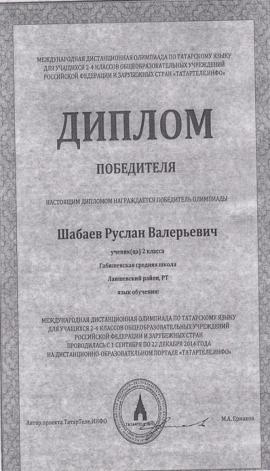 МЕЖДУНАРОДНАЯ ДИСТАНЦИОННАЯ ОЛИМПИАДА ПО ТАТАРСКОМУ ЯЗЫКУ
ДЛЯ УЧАЩИХСЯ 2-4 КЛАССОВ ОБЩЕОБРАЗОВАТЕЛЬНЫХ УЧРЕЖДЕНИЙ
РОССИЙСКОЙ ФЕДЕРАЦИИ И ЗАРУБЕЖНЫХ СТРАН «ТАТАРТЕЛЕ.ИНФО»
ДИПЛОМ
ПОБЕДИТЕЛЯ
НАСТОЯЩИМ ДИПЛОМОМ НАГРАЖДАЕТСЯ ПОБЕДИТЕЛЬ ОЛИМПИАДЫ
Шабаев Руслан Валерьевич
ученик(ца) 2 класса
Габишевская средняя школа
Лаишевский район, РТ
язык обучения:
МЕЖДУНАРОДНАЯ ДИСТАНЦИОННАЯ ОЛИМПИАДА ПО ТАТАРСКОМУ ЯЗЫКУ
ДЛЯ УЧАЩИХСЯ 2-4 КЛАССОВ ОБЩЕОБРАЗОВАТЕЛЬНЫХ УЧРЕЖДЕНИЙ
РОССИЙСКОЙ ФЕДЕРАЦИИ И ЗАРУБЕЖНЫХ СТРАН
ПРОВОДИЛАСЬ С 1 СЕНТЯБРЯ ПО 27 ДЕКАБРЯ 2014 ГОДА
НА ДИСТАНЦИОННО-ОБРАЗОВАТЕЛЬНОМ ПОРТАЛЕ «ТАТАРТЕЛЕ.ИНФО»
Автор проекта ТатарТеле.ИНФО М.А. Ермаков